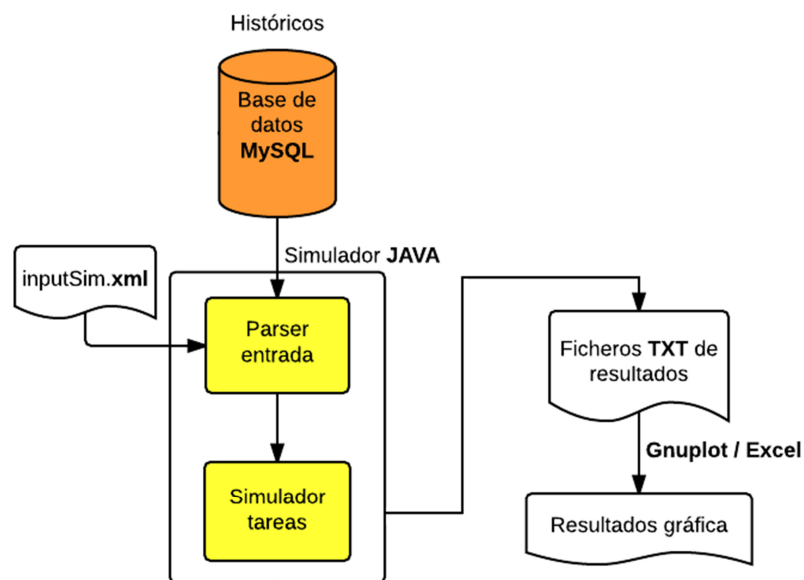 Históricos
Base de
datos
MySQL
Simulador JAVA
inputSim.xml
Parser
entrada
Simulador
tareas
Ficheros TXT de
resultados
Gnuplot / Excel
Resultados gráfica